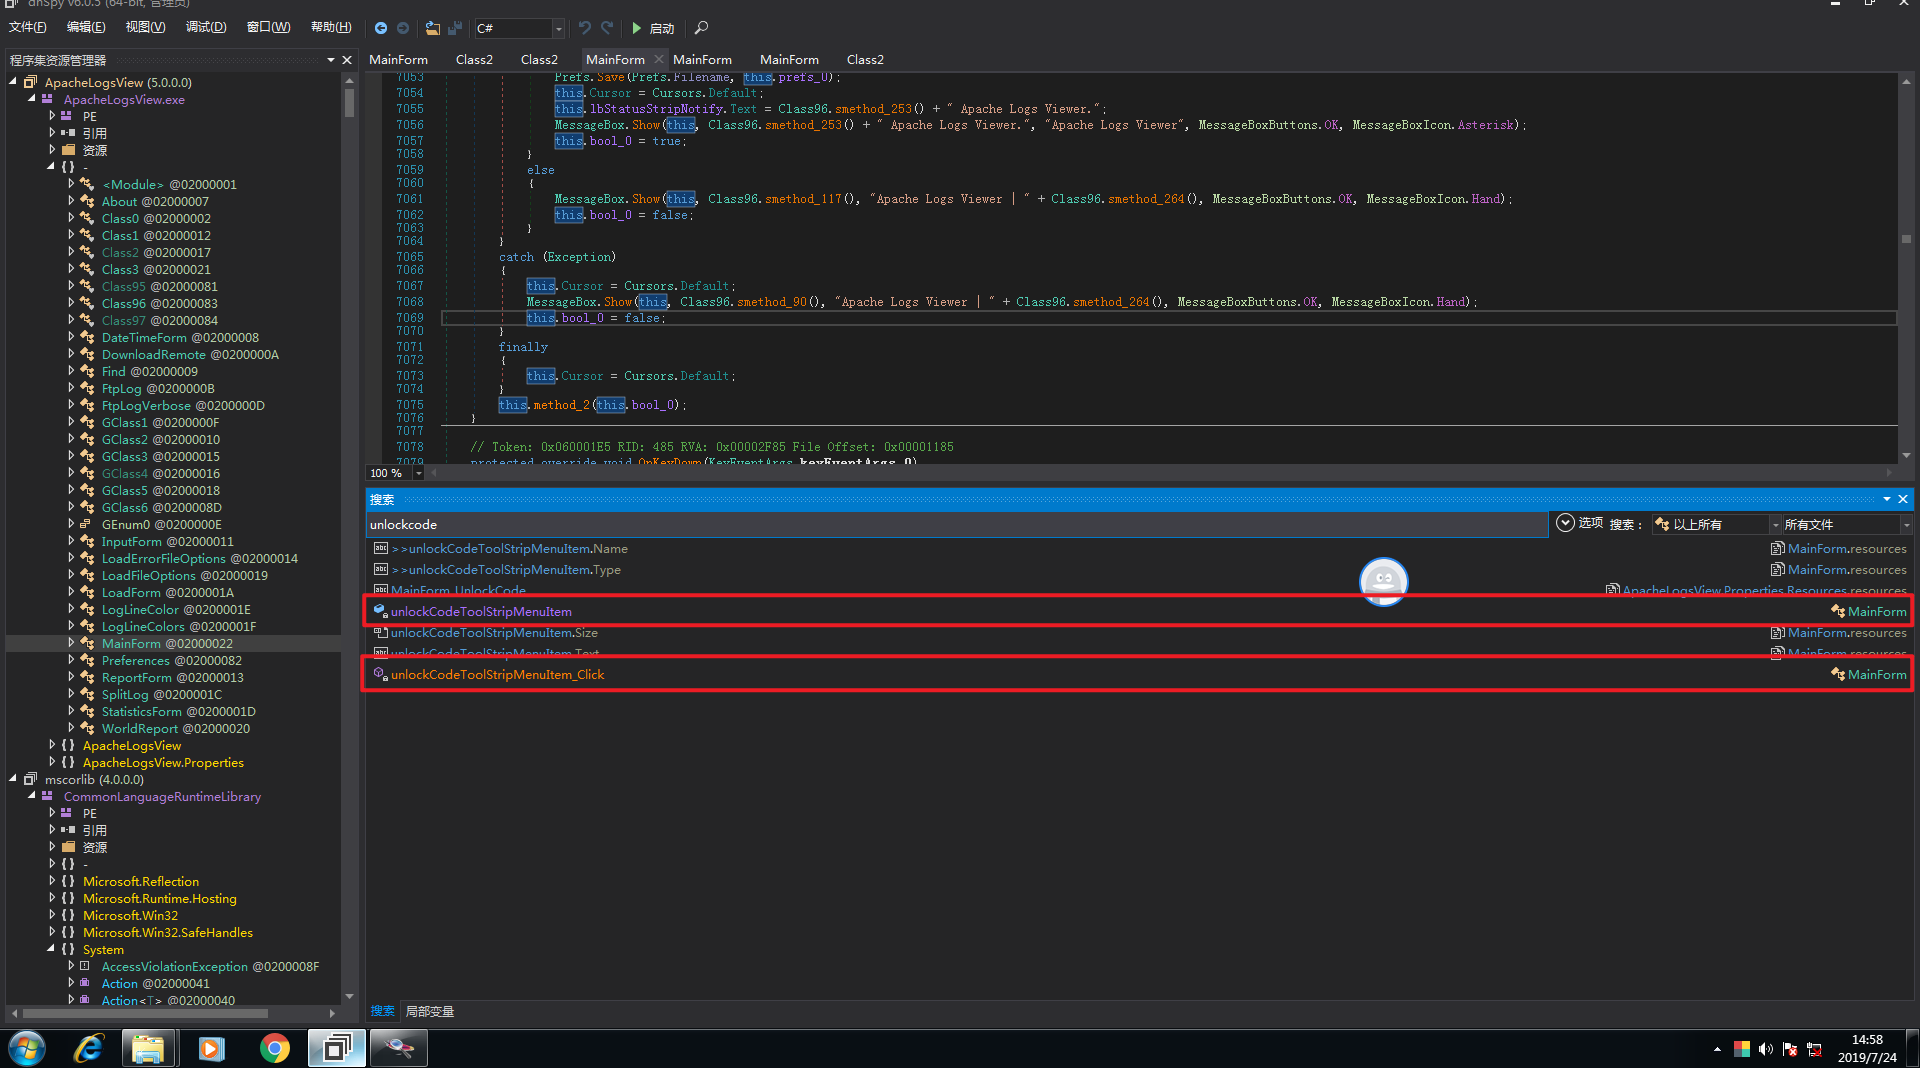 dnSpy v6.0.5 (64-bit, 管理员)
文件(F) 编辑(E) 视图(V) 调试(D) 窗口(W) 帮助(H) C# 启动
程序集资源管理器
ApacheLogsView (5.0.0.0)
ApacheLogsView.exe
PE
引用
资源
{ } -
<Module> @02000001
About @02000007
Class0 @02000002
Class1 @02000012
Class2 @02000017
Class3 @02000021
Class95 @02000081
Class96 @02000083
Class97 @02000084
DateTimeForm @02000008
DownloadRemote @0200000A
Find @02000009
FtpLog @0200000B
FtpLogVerbose @0200000D
GClass1 @0200000F
GClass2 @02000010
GClass3 @02000015
GClass4 @02000016
GClass5 @02000018
GClass6 @0200008D
GEnum0 @0200000E
InputForm @02000011
LoadErrorFileOptions @02000014
LoadFileOptions @02000019
LoadForm @0200001A
LogLineColor @0200001E
LogLineColors @0200001F
MainForm @02000022
Preferences @02000082
ReportForm @02000013
SplitLog @0200001C
StatisticsForm @0200001D
WorldReport @02000020
{ } ApacheLogsView
{ } ApacheLogsView.Properties
mscorlib (4.0.0.0)
CommonLanguageRuntimeLibrary
PE
引用
资源
{ } -
{ } Microsoft.Reflection
{ } Microsoft.Runtime.Hosting
{ } Microsoft.Win32
{ } Microsoft.Win32.SafeHandles
{ } System
AccessViolationException @0200008F
Action @02000041
Action<T> @02000040
MainForm Class2 Class2 MainForm MainForm MainForm Class2
7053 Prefs.Save(Prefs.Filename, this.prefs_0);
7054 this.Cursor = Cursors.Default;
7055 this.lbStatusStripNotify.Text = Class96.smethod_253() + " Apache Logs Viewer.";
7056 MessageBox.Show(this, Class96.smethod_253() + " Apache Logs Viewer.", "Apache Logs Viewer", MessageBoxButtons.OK, MessageBoxIcon.Asterisk);
7057 this.bool_0 = true;
7058 }
7059 else
7060 {
7061 MessageBox.Show(this, Class96.smethod_117(), "Apache Logs Viewer | " + Class96.smethod_264(), MessageBoxButtons.OK, MessageBoxIcon.Hand);
7062 this.bool_0 = false;
7063 }
7064 }
7065 catch (Exception)
7066 {
7067 this.Cursor = Cursors.Default;
7068 MessageBox.Show(this, Class96.smethod_90(), "Apache Logs Viewer | " + Class96.smethod_264(), MessageBoxButtons.OK, MessageBoxIcon.Hand);
7069 this.bool_0 = false;
7070 }
7071 finally
7072 {
7073 this.Cursor = Cursors.Default;
7074 }
7075 this.method_2(this.bool_0);
7076 }
7077
7078 // Token: 0x060001E5 RID: 485 RVA: 0x00002F85 File Offset: 0x00001185
7079 protected override void OnKeyDown(KeyEventArgs keyEventArgs_0)
100 %
搜索
unlockcode 选项 搜索： 以上所有 所有文件
>>unlockCodeToolStripMenuItem.Name MainForm.resources
>>unlockCodeToolStripMenuItem.Type MainForm.resources
MainForm_UnlockCode ApacheLogsView.Properties.Resources.resources
unlockCodeToolStripMenuItem MainForm
unlockCodeToolStripMenuItem.Size MainForm.resources
unlockCodeToolStripMenuItem.Text MainForm.resources
unlockCodeToolStripMenuItem_Click MainForm
搜索 局部变量
14:58
2019/7/24